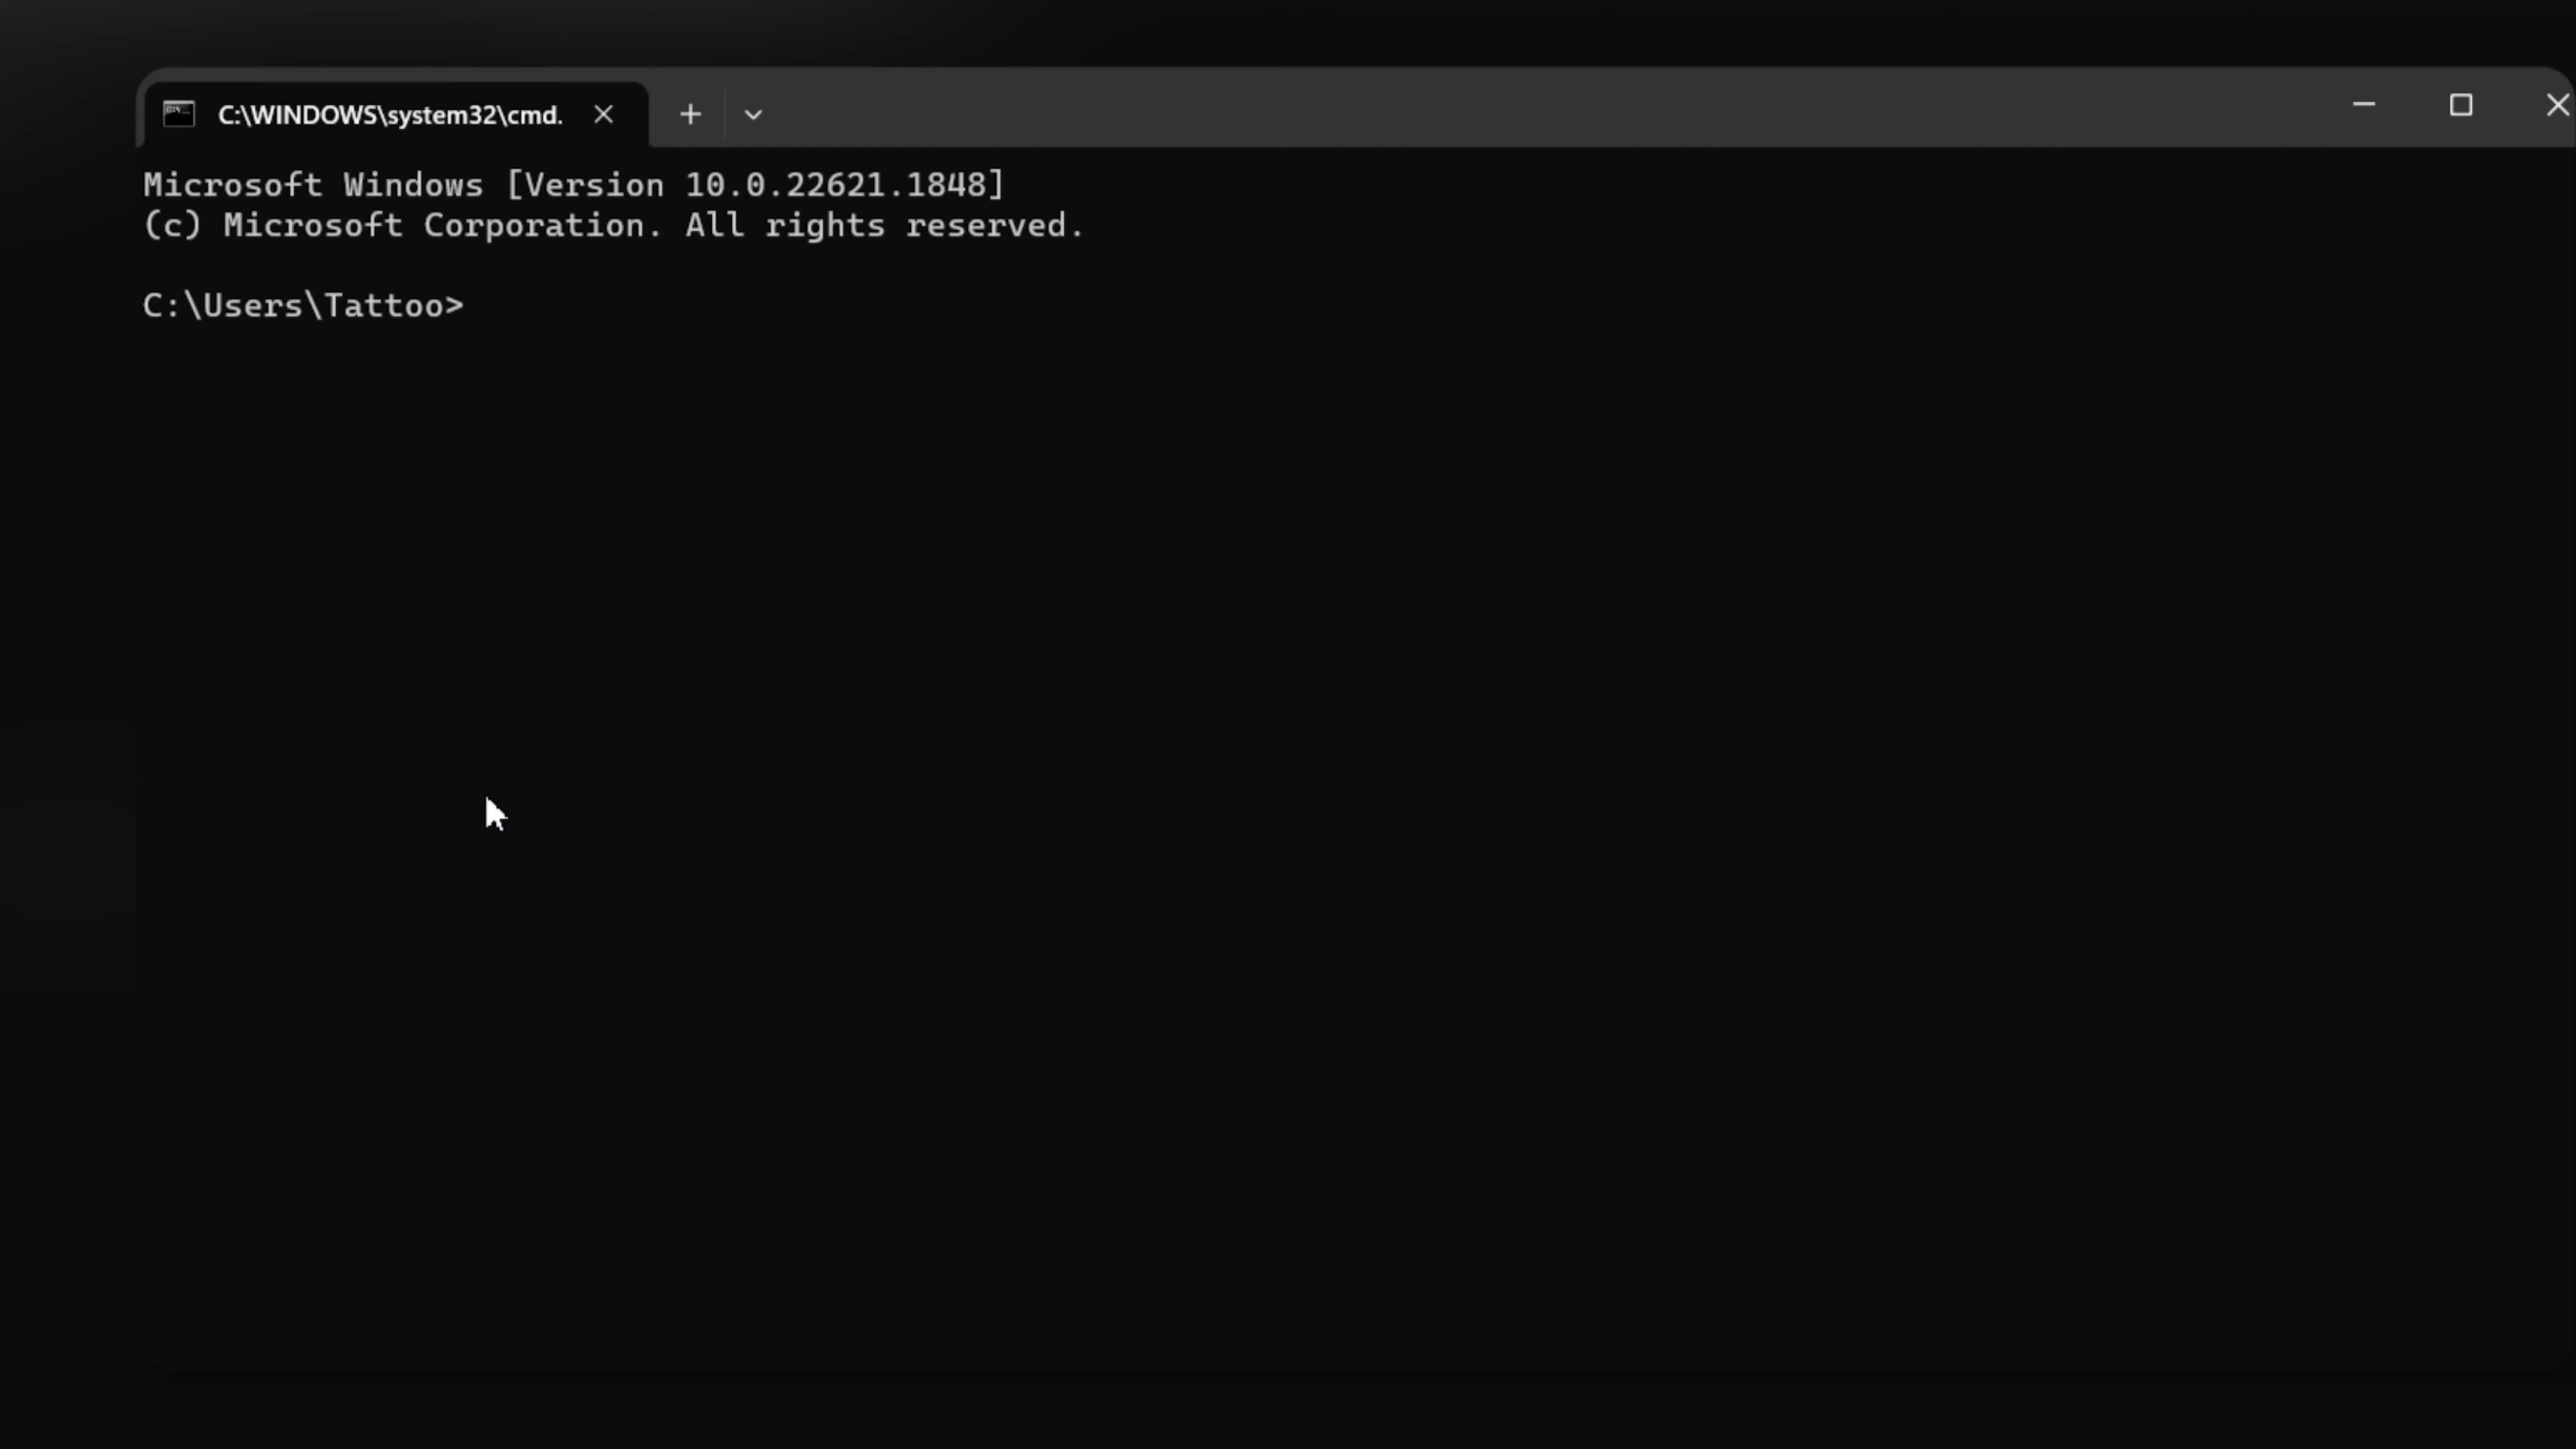 C:\WINDOWS\system32\cmd.
Microsoft Windows [Version 10.0.22621.1848]
(c) Microsoft Corporation. All rights reserved.
C:\Users\Tattoo>